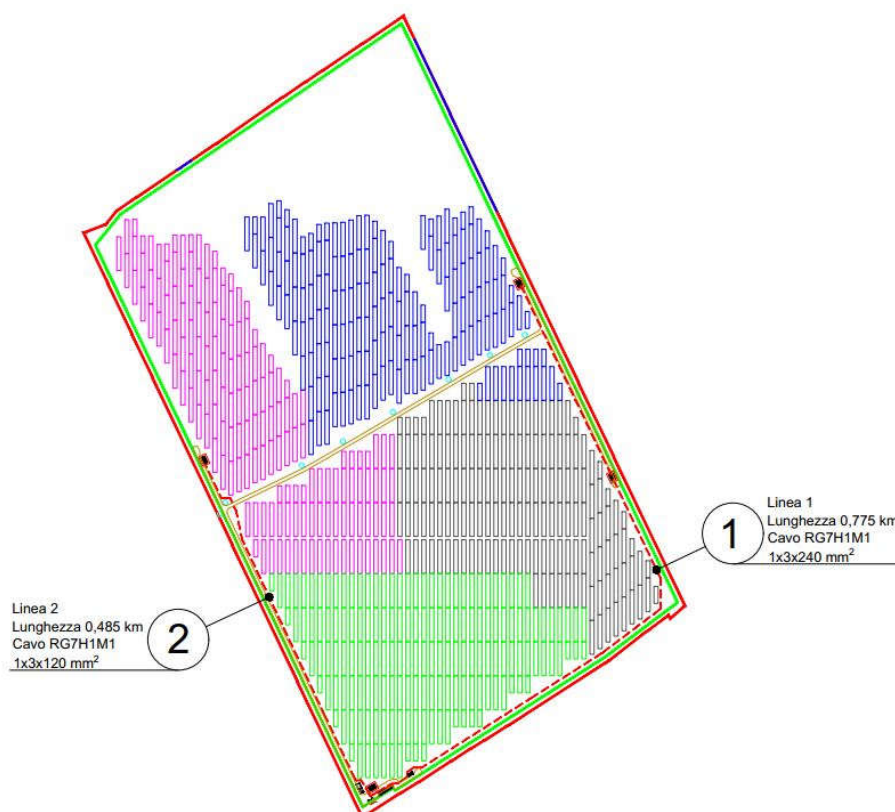 Linea 1
Lunghezza 0,775 km
Cavo RG7H1M1
1x3x240 mm²
1
Linea 2
Lunghezza 0,485 km
Cavo RG7H1M1
1x3x120 mm²
2